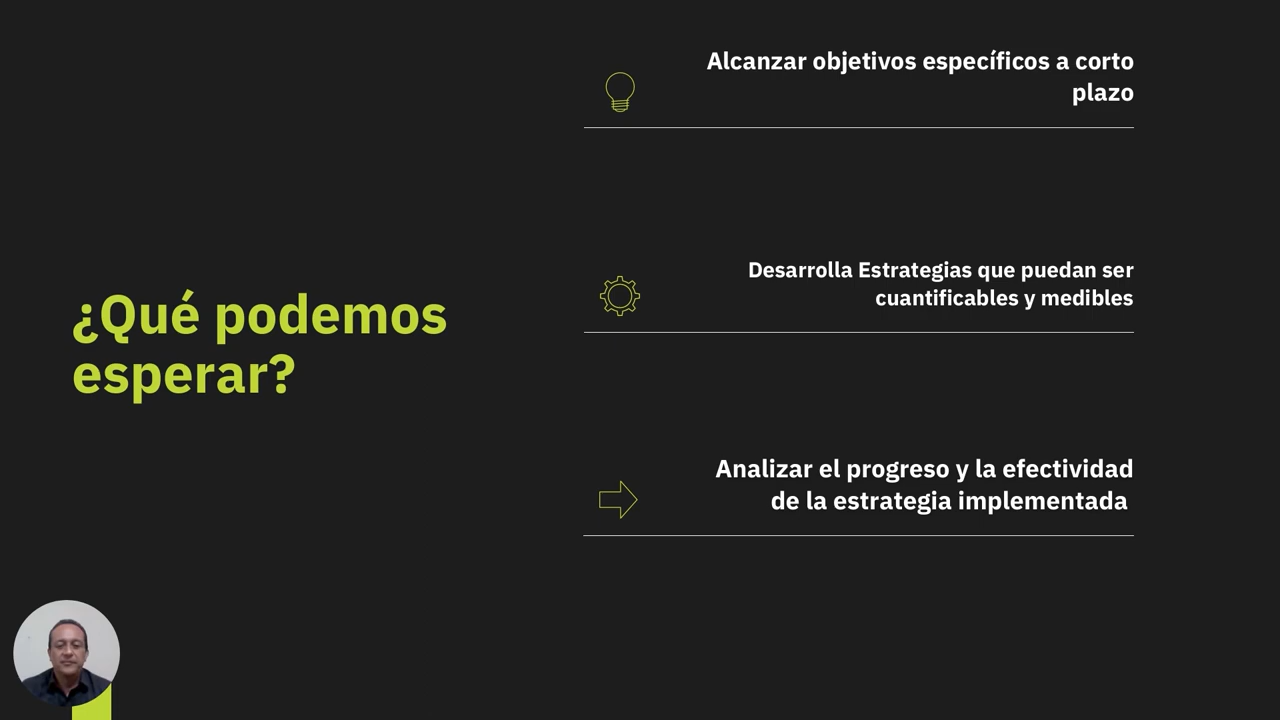 ¿Qué podemos
esperar?
Alcanzar objetivos específicos a corto
plazo
Desarrolla Estrategias que puedan ser
cuantificables y medibles
Analizar el progreso y la efectividad
de la estrategia implementada